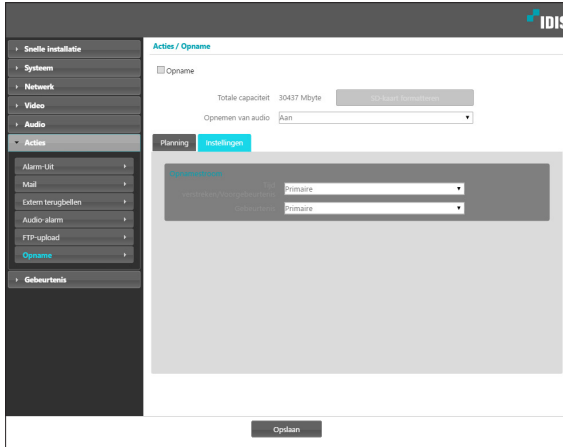 IDIS
Snelle installatie
Systeem
Netwerk
Video
Audio
Acties
Alarm-Uit
Mail
Extern terugbellen
Audio-alarm
FTP-upload
Opname
Gebeurtenis
Acties / Opname
Opname
Totale capaciteit 30437 Mbyte SD-kaart formatteren
Opnemen van audio Aan
Planning Instellingen
Primaire
Primaire
Opslaan